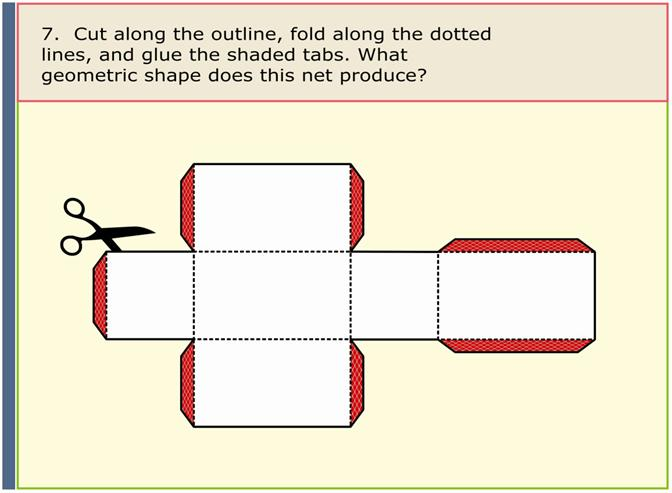 7. Cut along the outline, fold along the dotted
lines, and glue the shaded tabs. What
geometric shape does this net produce?